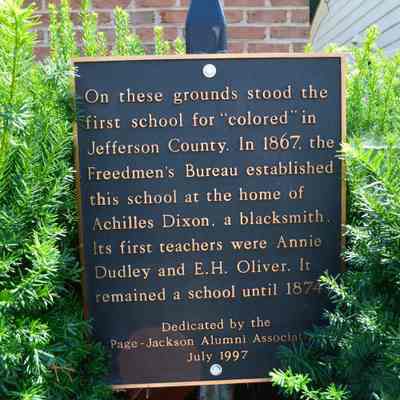 On these grounds stood the
first school for "colored" in
Jefferson County. In 1867, the
Freedmen's Bureau established
this school at the home of
Achilles Dixon, a blacksmith.
Its first teachers were Annie
Dudley and E.H. Oliver. It
remained a school until 1874.
Dedicated by the
Page-Jackson Alumni Association
July 1997